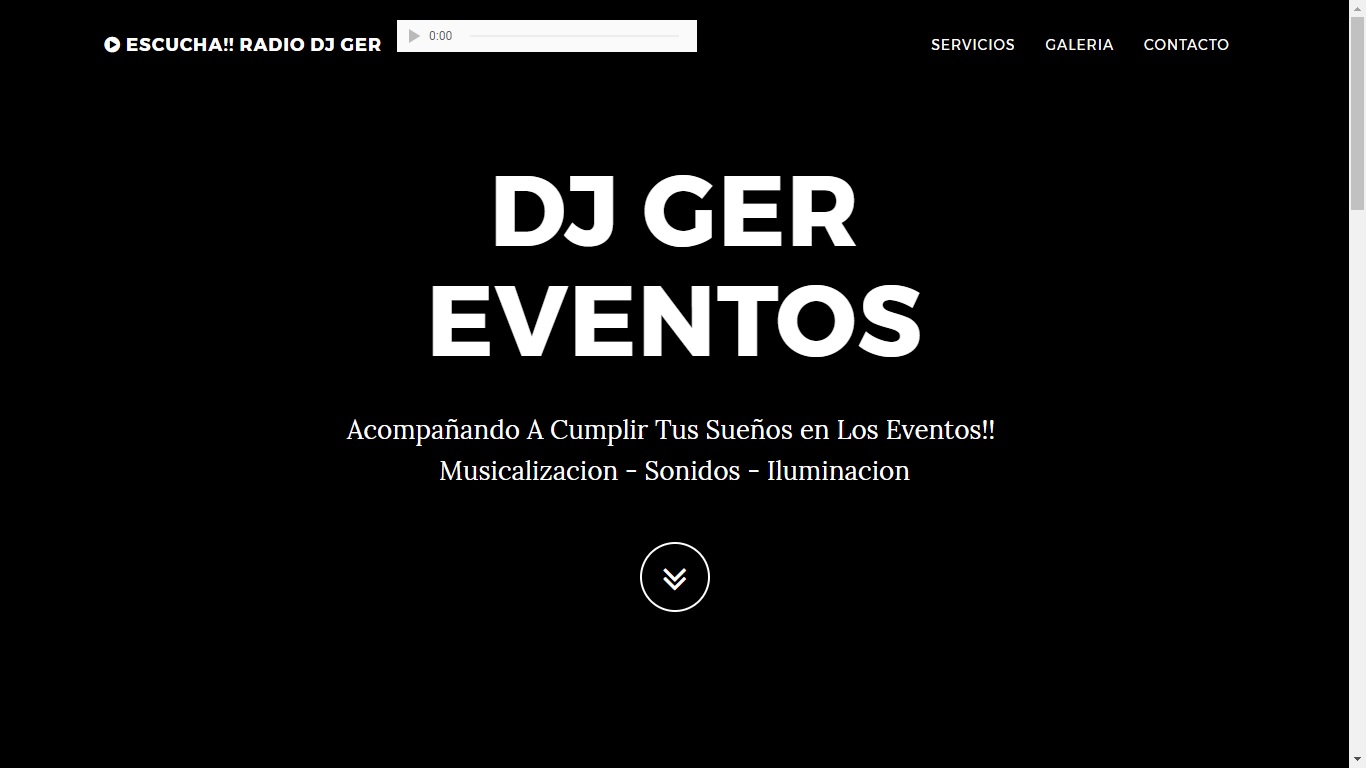 ESCUCHA!! RADIO DJ GER
0:00
SERVICIOS
GALERIA
CONTACTO
DJ GER
EVENTOS
Acompañando A Cumplir Tus Sueños en Los Eventos!!
Musicalizacion - Sonidos - Iluminacion